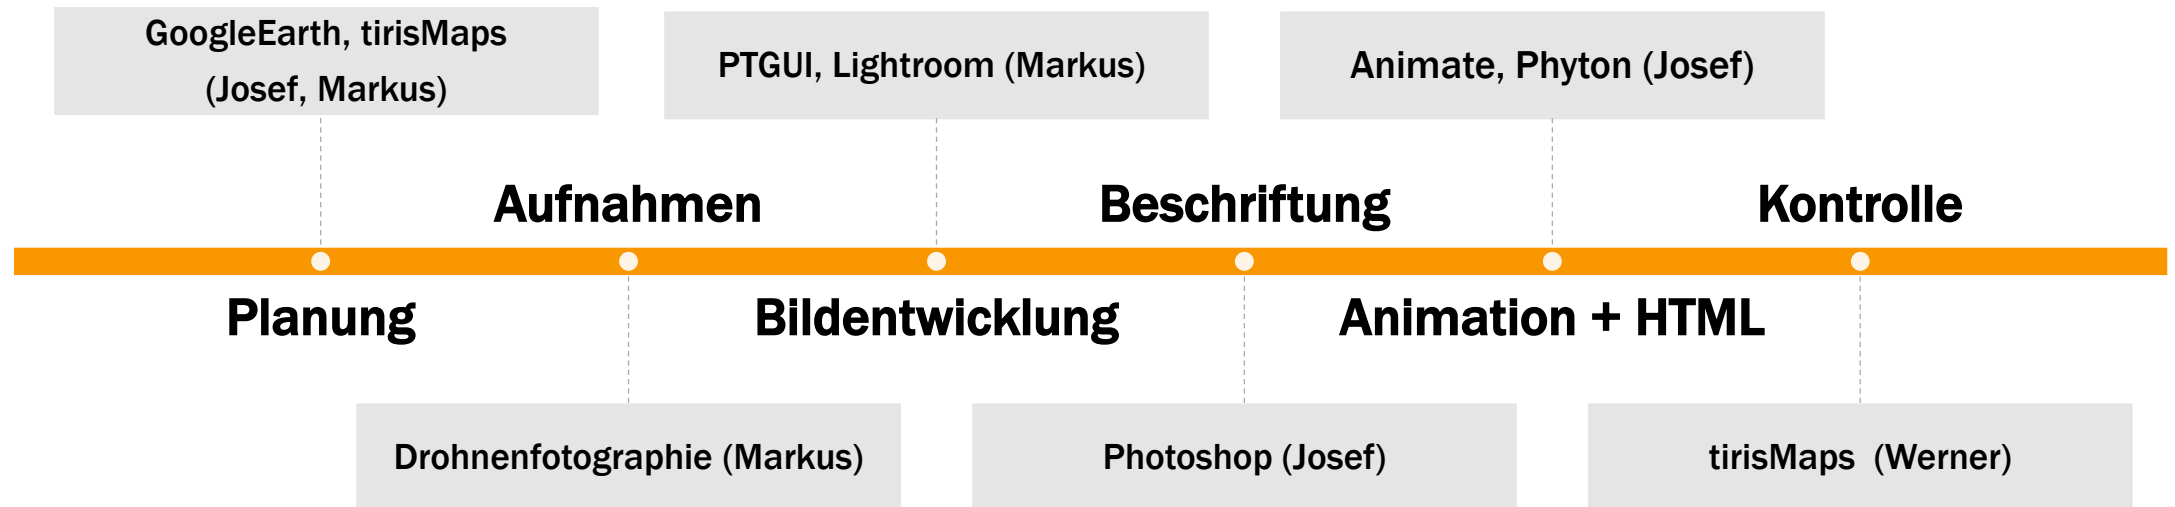 GoogleEarth, tirisMaps
(Josef, Markus)
PTGUI, Lightroom (Markus)
Animate, Phyton (Josef)
Aufnahmen
Beschriftung
Kontrolle
Planung
Bildentwicklung
Animation + HTML
Drohnenfotographie (Markus)
Photoshop (Josef)
tirisMaps (Werner)